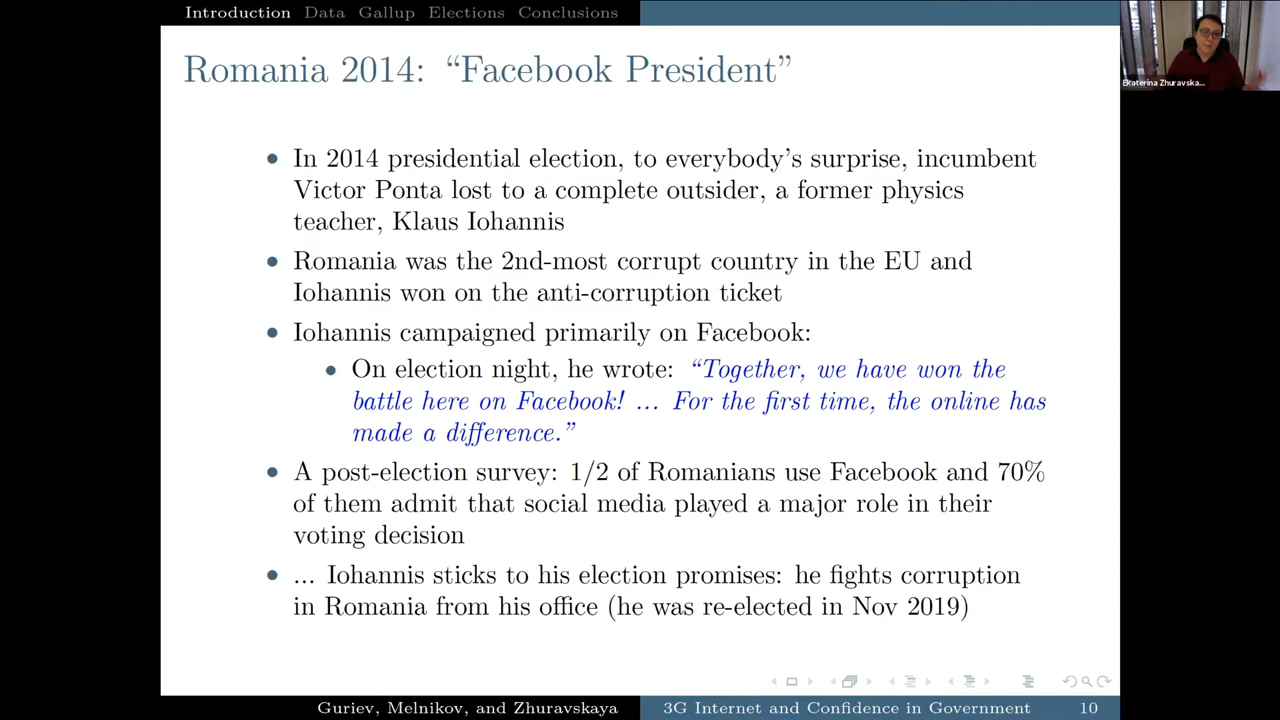 Introduction Data Gallup Elections Conclusions
Romania 2014: “Facebook President”
Ekaterina Zhuravska...
• In 2014 presidential election, to everybody’s surprise, incumbent
Victor Ponta lost to a complete outsider, a former physics
teacher, Klaus Iohannis
• Romania was the 2nd-most corrupt country in the EU and
Iohannis won on the anti-corruption ticket
• Iohannis campaigned primarily on Facebook:
• On election night, he wrote: “Together, we have won the
battle here on Facebook! ... For the first time, the online has
made a difference.”
• A post-election survey: 1/2 of Romanians use Facebook and 70%
of them admit that social media played a major role in their
voting decision
• ... Iohannis sticks to his election promises: he fights corruption
in Romania from his office (he was re-elected in Nov 2019)
Guriev, Melnikov, and Zhuravskaya 3G Internet and Confidence in Government 10